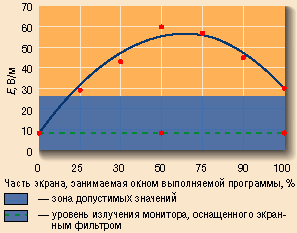 E, В/м
70
60
50
40
30
20
10
0
0 25 30 50 75 90 100
Часть экрана, занимаемая окном выполняемой программы, %
— зона допустимых значений
— уровень излучения монитора, оснащенного экран-
ным фильтром